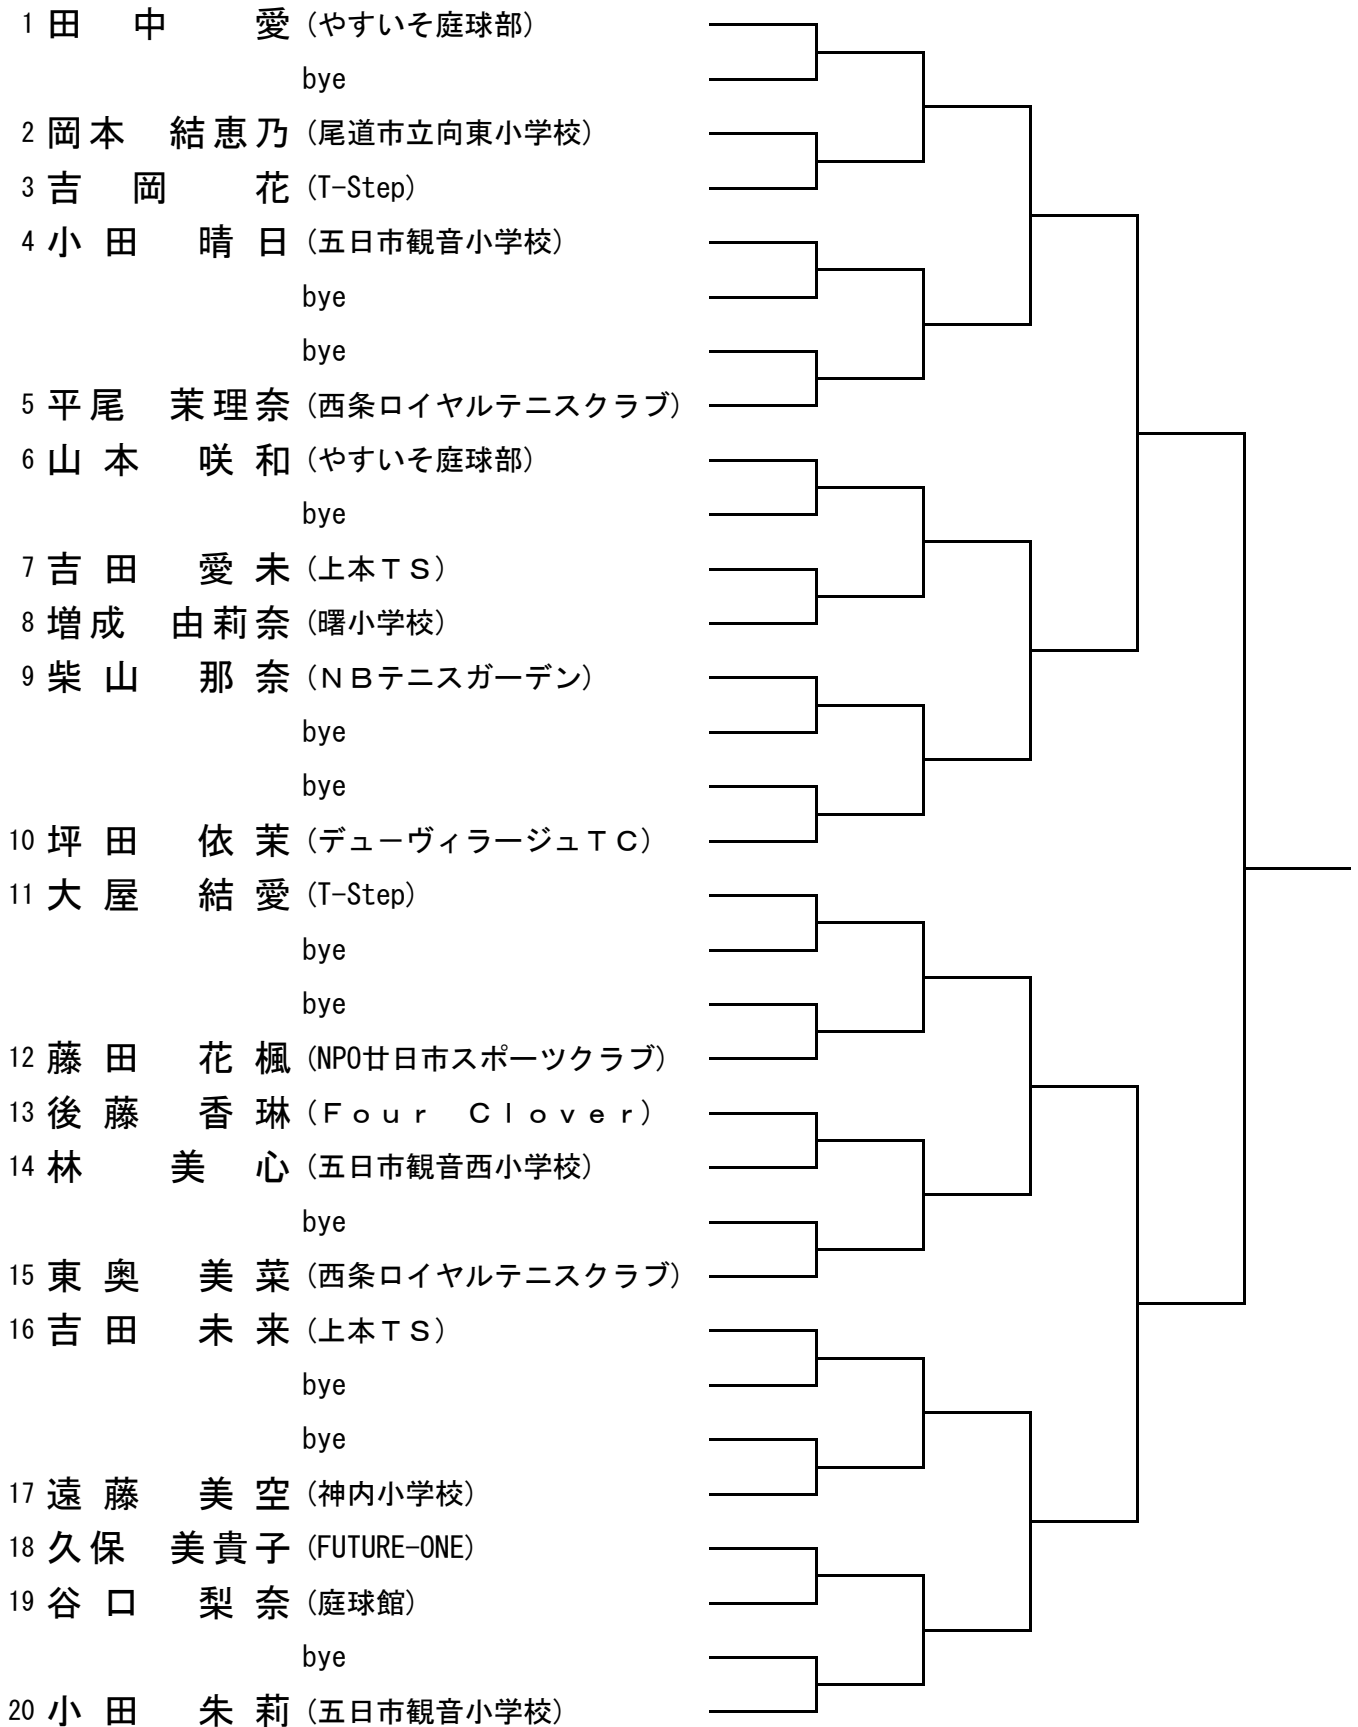 1 田中 愛 (やすいそ庭球部)
bye
2 岡本 結恵乃 (尾道市立向東小学校)
3 吉岡 花 (T-Step)
4 小田 晴日 (五日市観音小学校)
bye
bye
5 平尾 茉理奈 (西条ロイヤルテニスクラブ)
6 山本 咲和 (やすいそ庭球部)
bye
7 吉田 愛未 (上本ＴＳ)
8 増成 由莉奈 (曙小学校)
9 柴山 那奈 (ＮＢテニスガーデン)
bye
bye
10 坪田 依茉 (デューヴィラージュＴＣ)
11 大屋 結愛 (T-Step)
bye
bye
12 藤田 花楓 (NPO廿日市スポーツクラブ)
13 後藤 香琳 (Ｆｏｕｒ Ｃｌｏｖｅｒ)
14 林 美心 (五日市観音西小学校)
bye
15 東奥 美菜 (西条ロイヤルテニスクラブ)
16 吉田 未来 (上本ＴＳ)
bye
bye
17 遠藤 美空 (神内小学校)
18 久保 美貴子 (FUTURE-ONE)
19 谷口 梨奈 (庭球館)
bye
20 小田 朱莉 (五日市観音小学校)